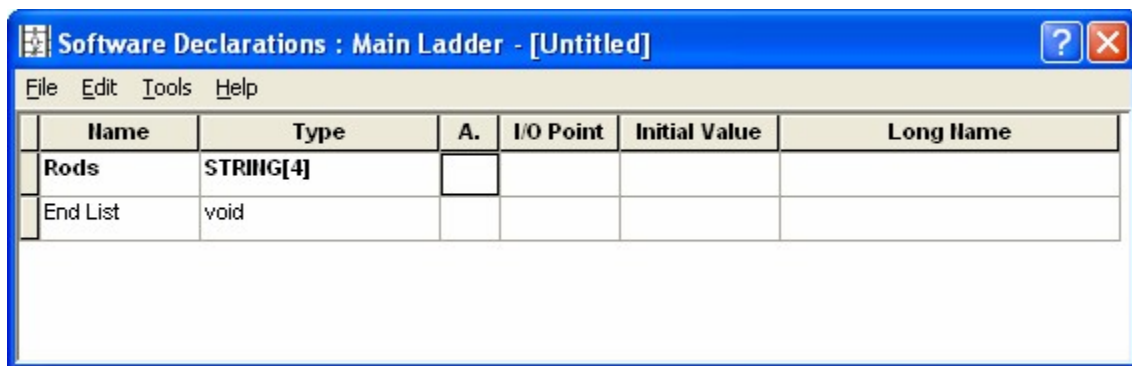 Software Declarations : Main Ladder - [Untitled]
File Edit Tools Help
Name Type A. I/O Point Initial Value Long Name
Rods STRING[4]
End List void